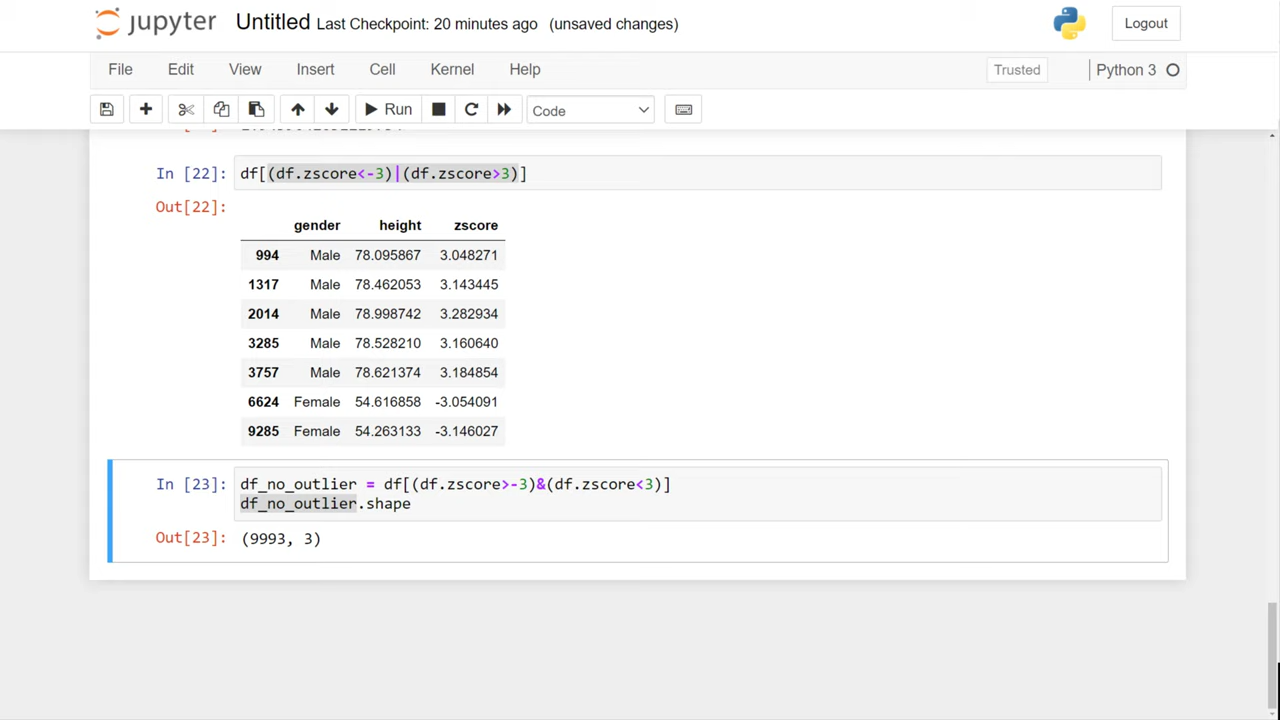 jupyter Untitled Last Checkpoint: 20 minutes ago (unsaved changes) Logout
File Edit View Insert Cell Kernel Help Trusted Python 3
Run Code
In [22]: df[(df.zscore<-3)|(df.zscore>3)]
Out[22]:
gender height zscore
994 Male 78.095867 3.048271
1317 Male 78.462053 3.143445
2014 Male 78.998742 3.282934
3285 Male 78.528210 3.160640
3757 Male 78.621374 3.184854
6624 Female 54.616858 -3.054091
9285 Female 54.263133 -3.146027
In [23]: df_no_outlier = df[(df.zscore>-3)&(df.zscore<3)]
df_no_outlier.shape
Out[23]: (9993, 3)